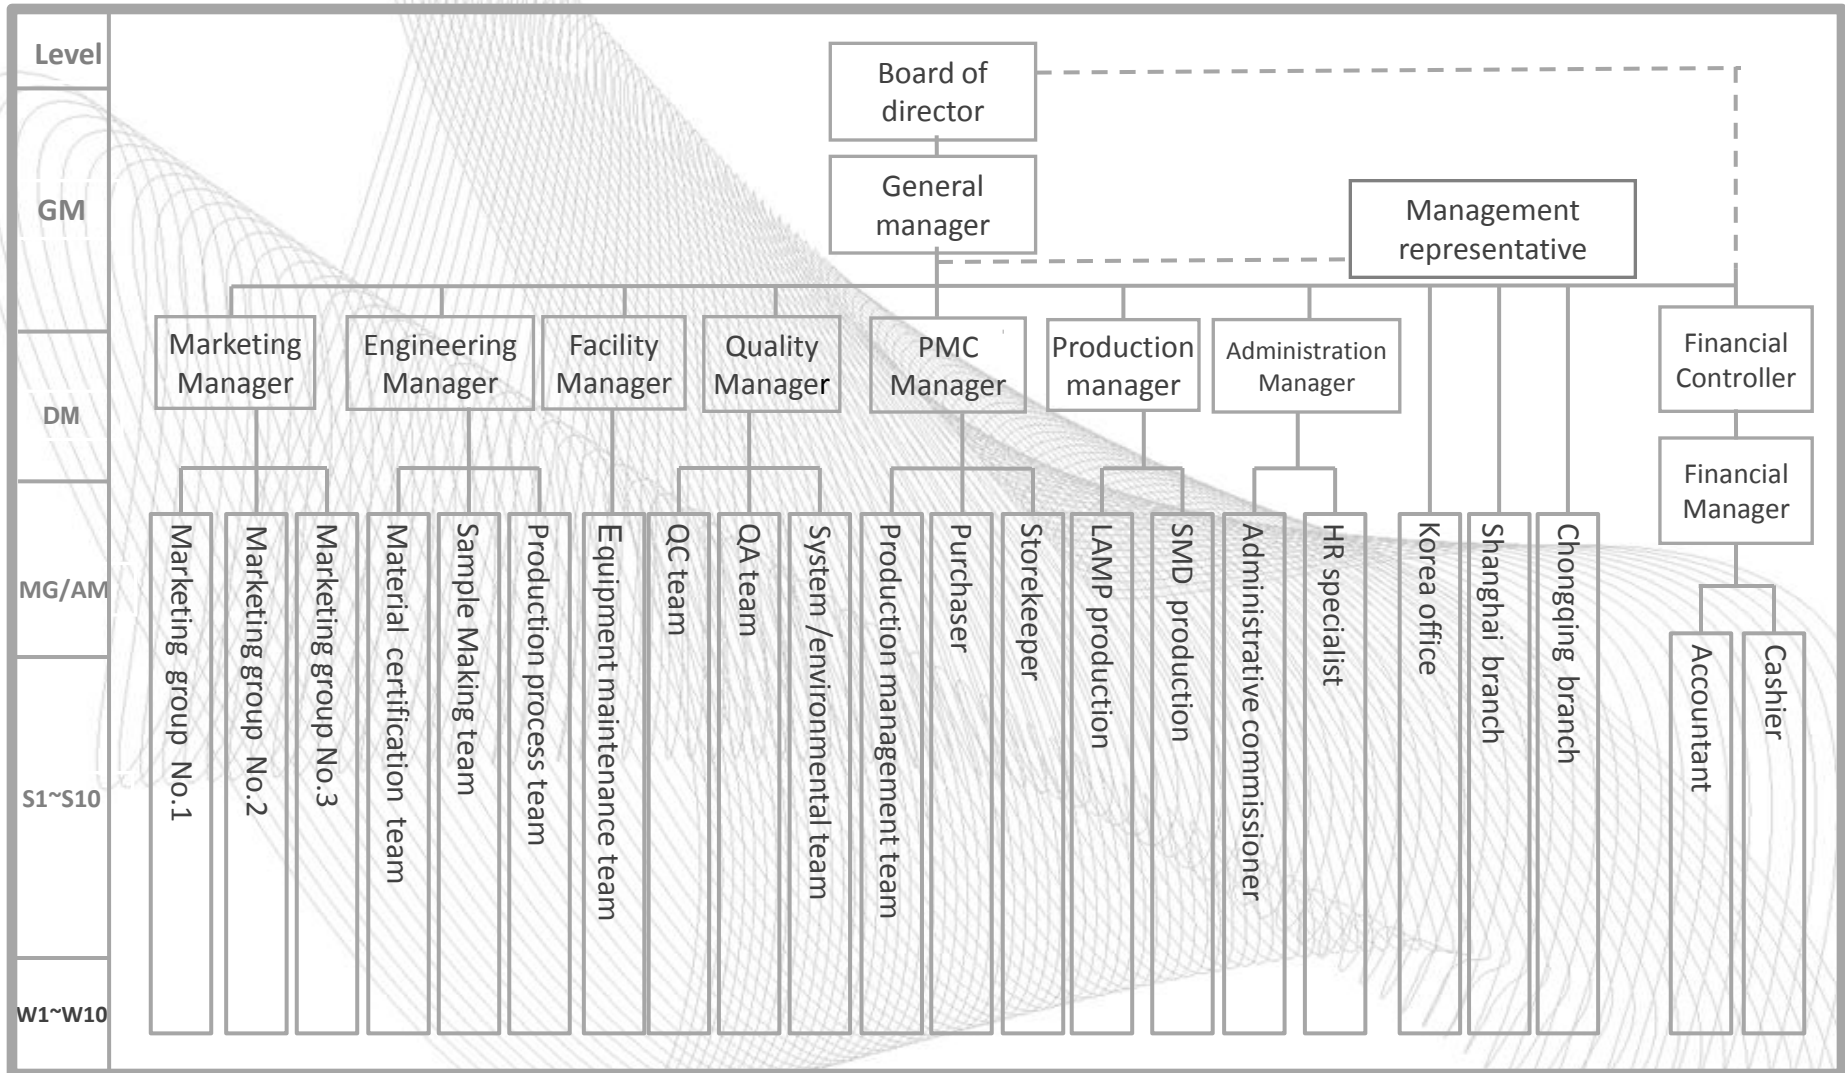 Level
GM
DM
MG/AM
S1~S10
W1~W10
Board of
director
General
manager
Management
representative
Marketing
Manager
Engineering
Manager
Facility
Manager
Quality
Manager
PMC
Manager
Production
manager
Administration
Manager
Financial
Controller
Financial
Manager
Marketing group No.1
Marketing group No.2
Marketing group No.3
Material certification team
Sample Making team
Production process team
Equipment maintenance team
QC team
QA team
System /environmental team
Production management team
Purchaser
Storekeeper
LAMP production
SMD production
Administrative commissioner
HR specialist
Korea office
Shanghai branch
Chongqing branch
Accountant
Cashier